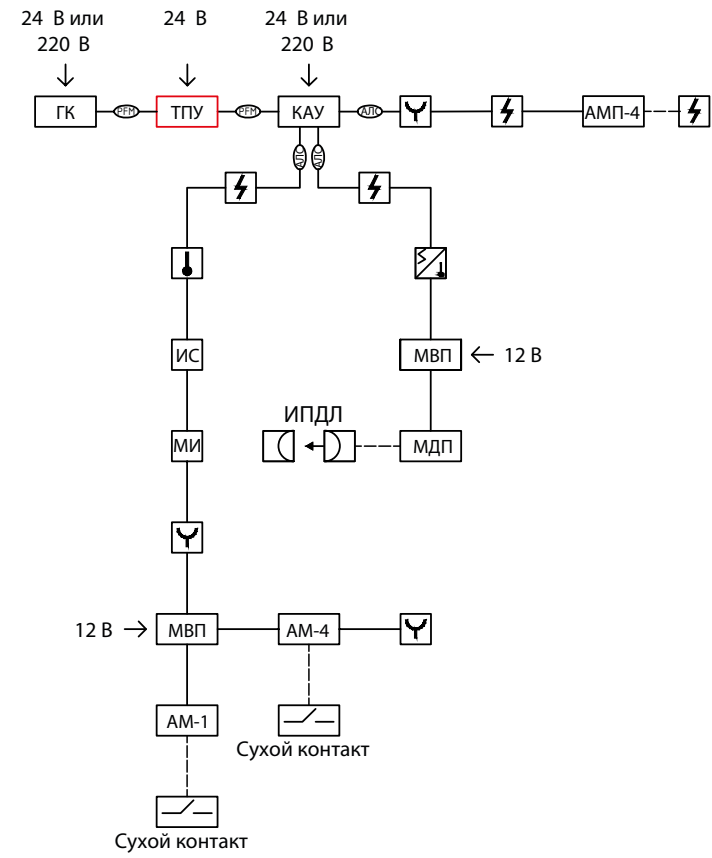 24 В или
220 В
24 В
24 В или
220 В
ГК
PFM
ТПУ
PFM
КАУ
АЛС
АМП-4
АЛС
АЛС
ИС
МВП
12 В
ИПДЛ
МИ
МДП
12 В
МВП
АМ-4
АМ-1
Сухой контакт
Сухой контакт